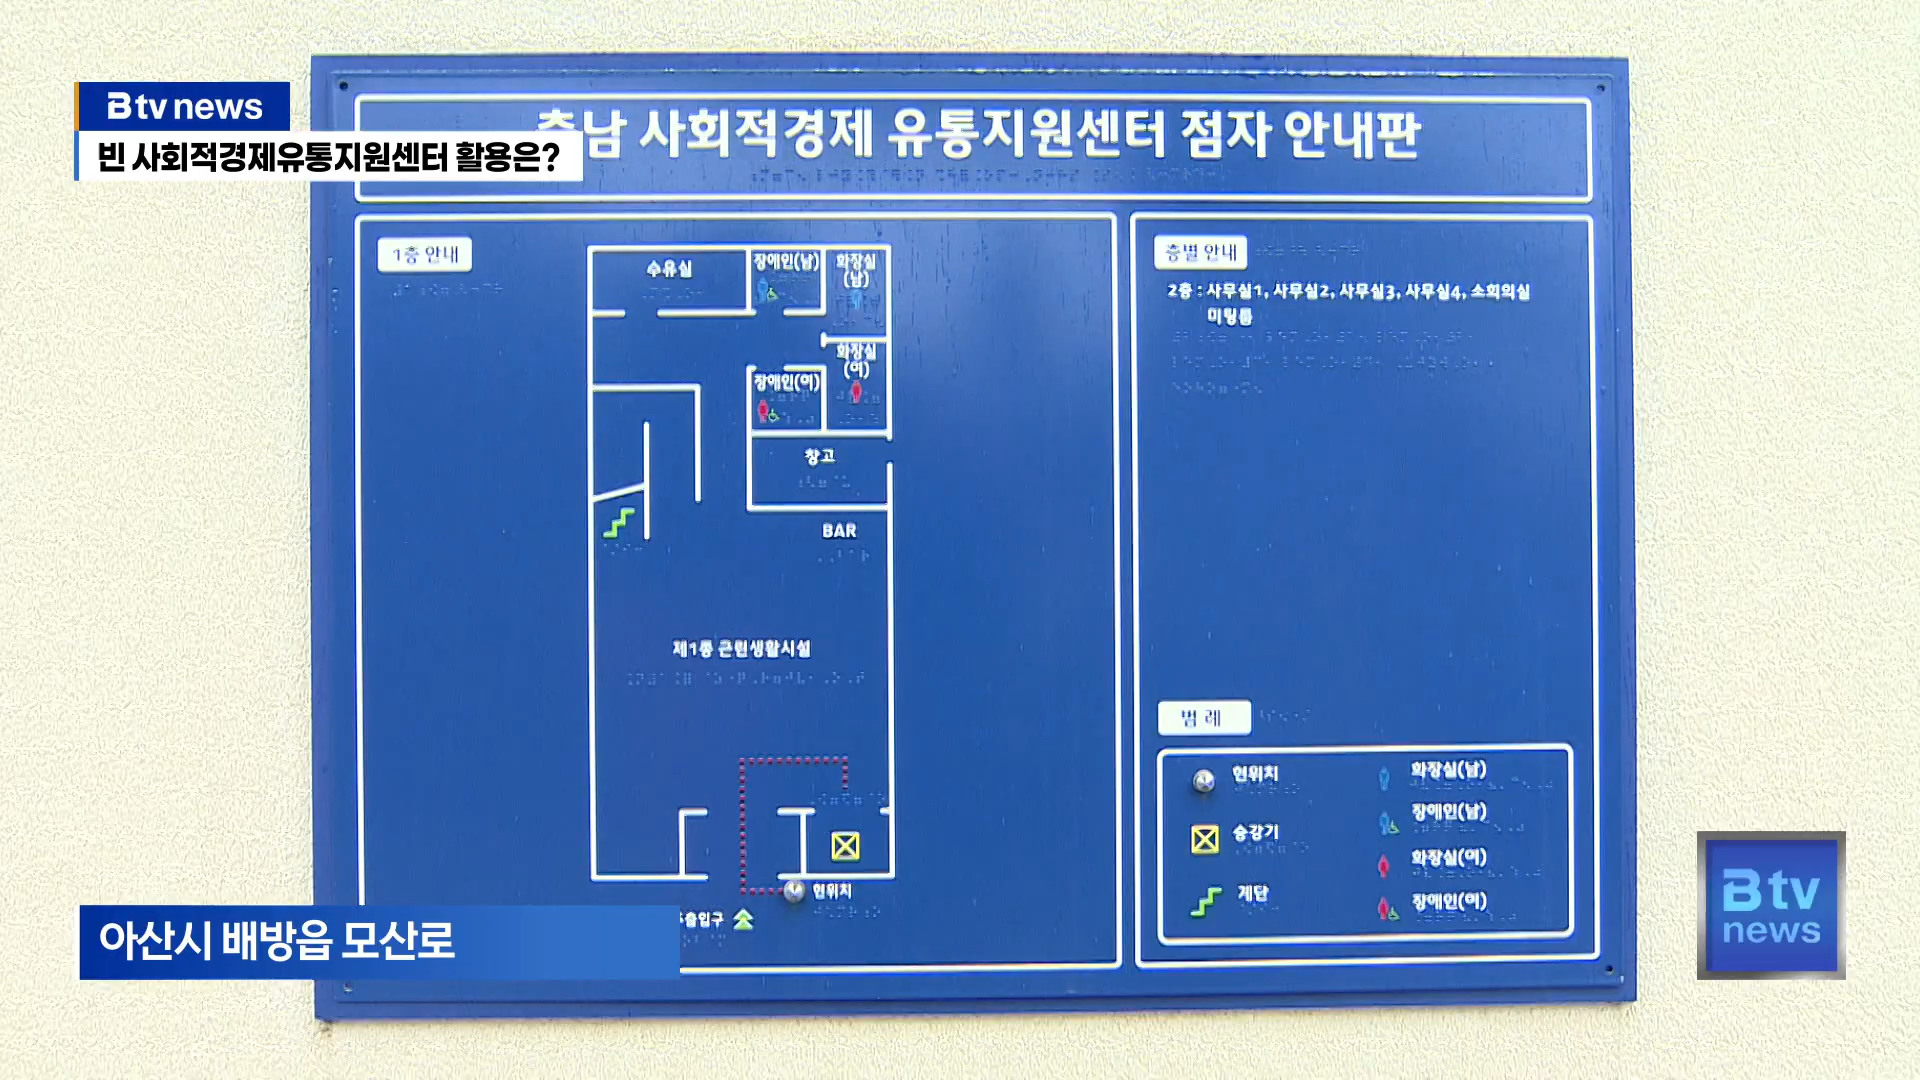 B tv news
빈 사회적경제유통지원센터 활용은?
충남 사회적경제 유통지원센터 점자 안내판
1층 안내
수유실
장애인(남)
화장실
(남)
화장실
(여)
장애인(여)
창고
BAR
제1종 근린생활시설
현위치
주출입구
층별 안내
2층 : 사무실1, 사무실2, 사무실3, 사무실4, 소회의실
미팅룸
범 례
현위치
승강기
계단
화장실(남)
장애인(남)
화장실(여)
장애인(여)
아산시 배방읍 모산로
B tv
news